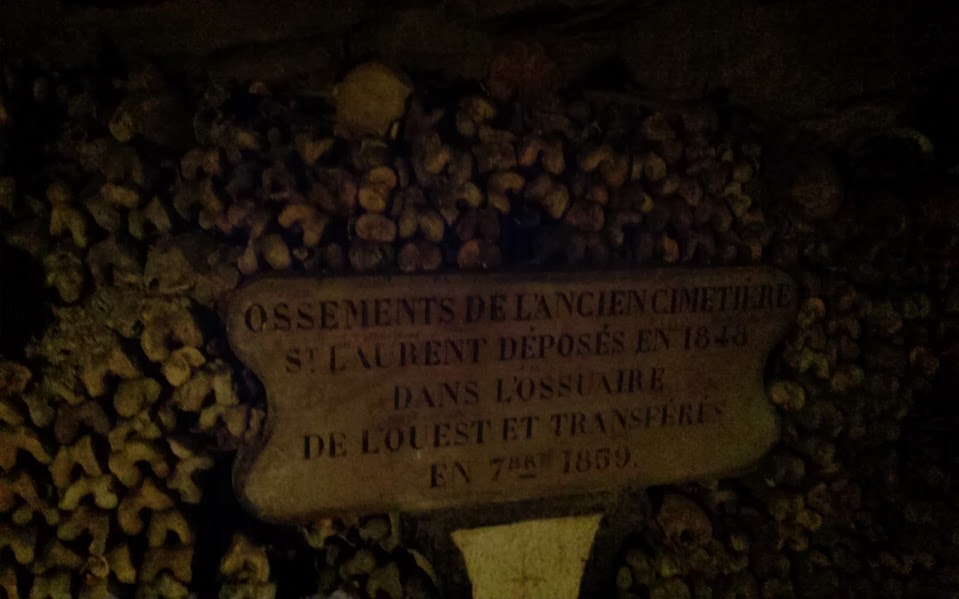 OSSEMENTS DE L'ANCIEN CIMETIÈRE
ST LAURENT DÉPOSÉS EN 1848
DANS L'OSSUAIRE
DE L'OUEST ET TRANSFÉRÉS
EN 7BRE 1859.